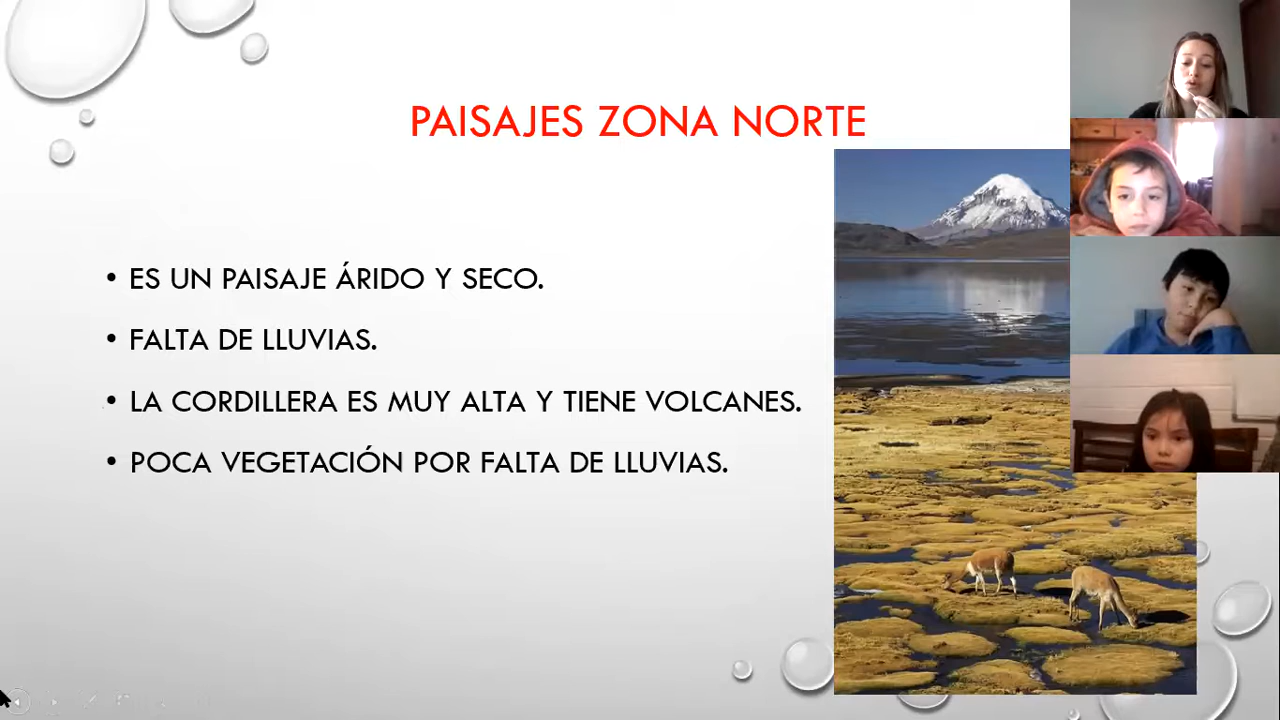 PAISAJES ZONA NORTE
• ES UN PAISAJE ÁRIDO Y SECO.
• FALTA DE LLUVIAS.
• LA CORDILLERA ES MUY ALTA Y TIENE VOLCANES.
• POCA VEGETACIÓN POR FALTA DE LLUVIAS.